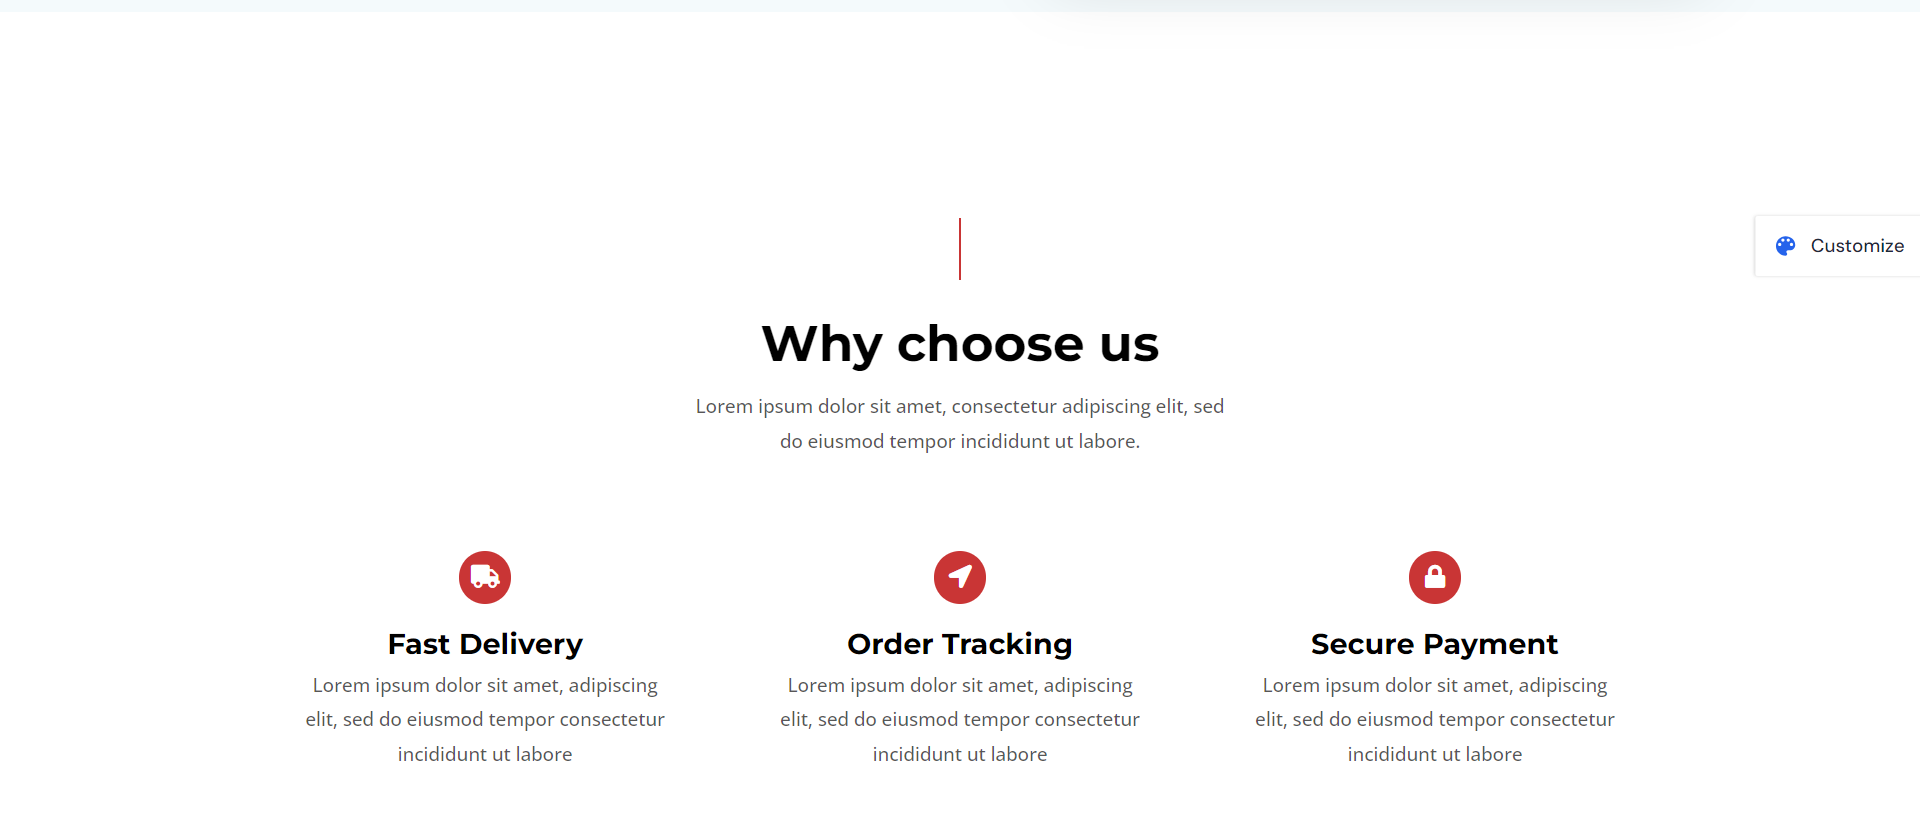 Customize
Why choose us
Lorem ipsum dolor sit amet, consectetur adipiscing elit, sed
do eiusmod tempor incididunt ut labore.
Fast Delivery
Lorem ipsum dolor sit amet, adipiscing
elit, sed do eiusmod tempor consectetur
incididunt ut labore
Order Tracking
Lorem ipsum dolor sit amet, adipiscing
elit, sed do eiusmod tempor consectetur
incididunt ut labore
Secure Payment
Lorem ipsum dolor sit amet, adipiscing
elit, sed do eiusmod tempor consectetur
incididunt ut labore